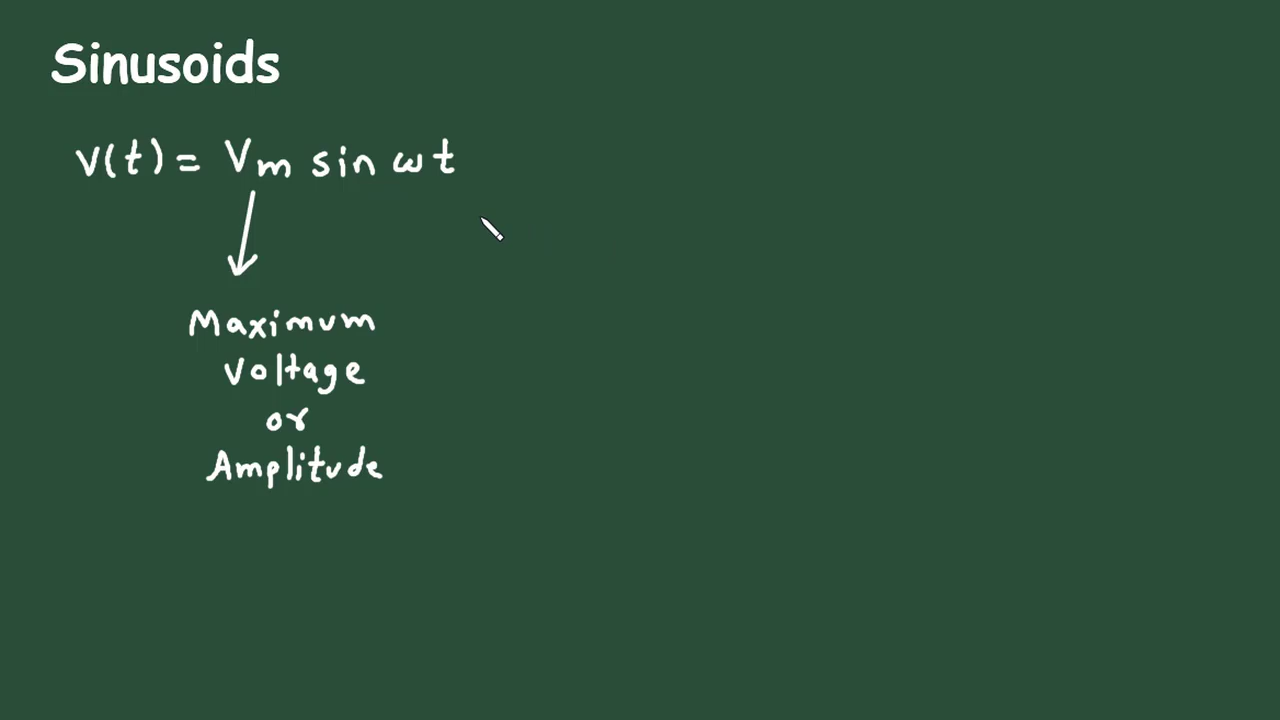 Sinusoids
V(t) = Vm sin ωt
Maximum
Voltage
or
Amplitude